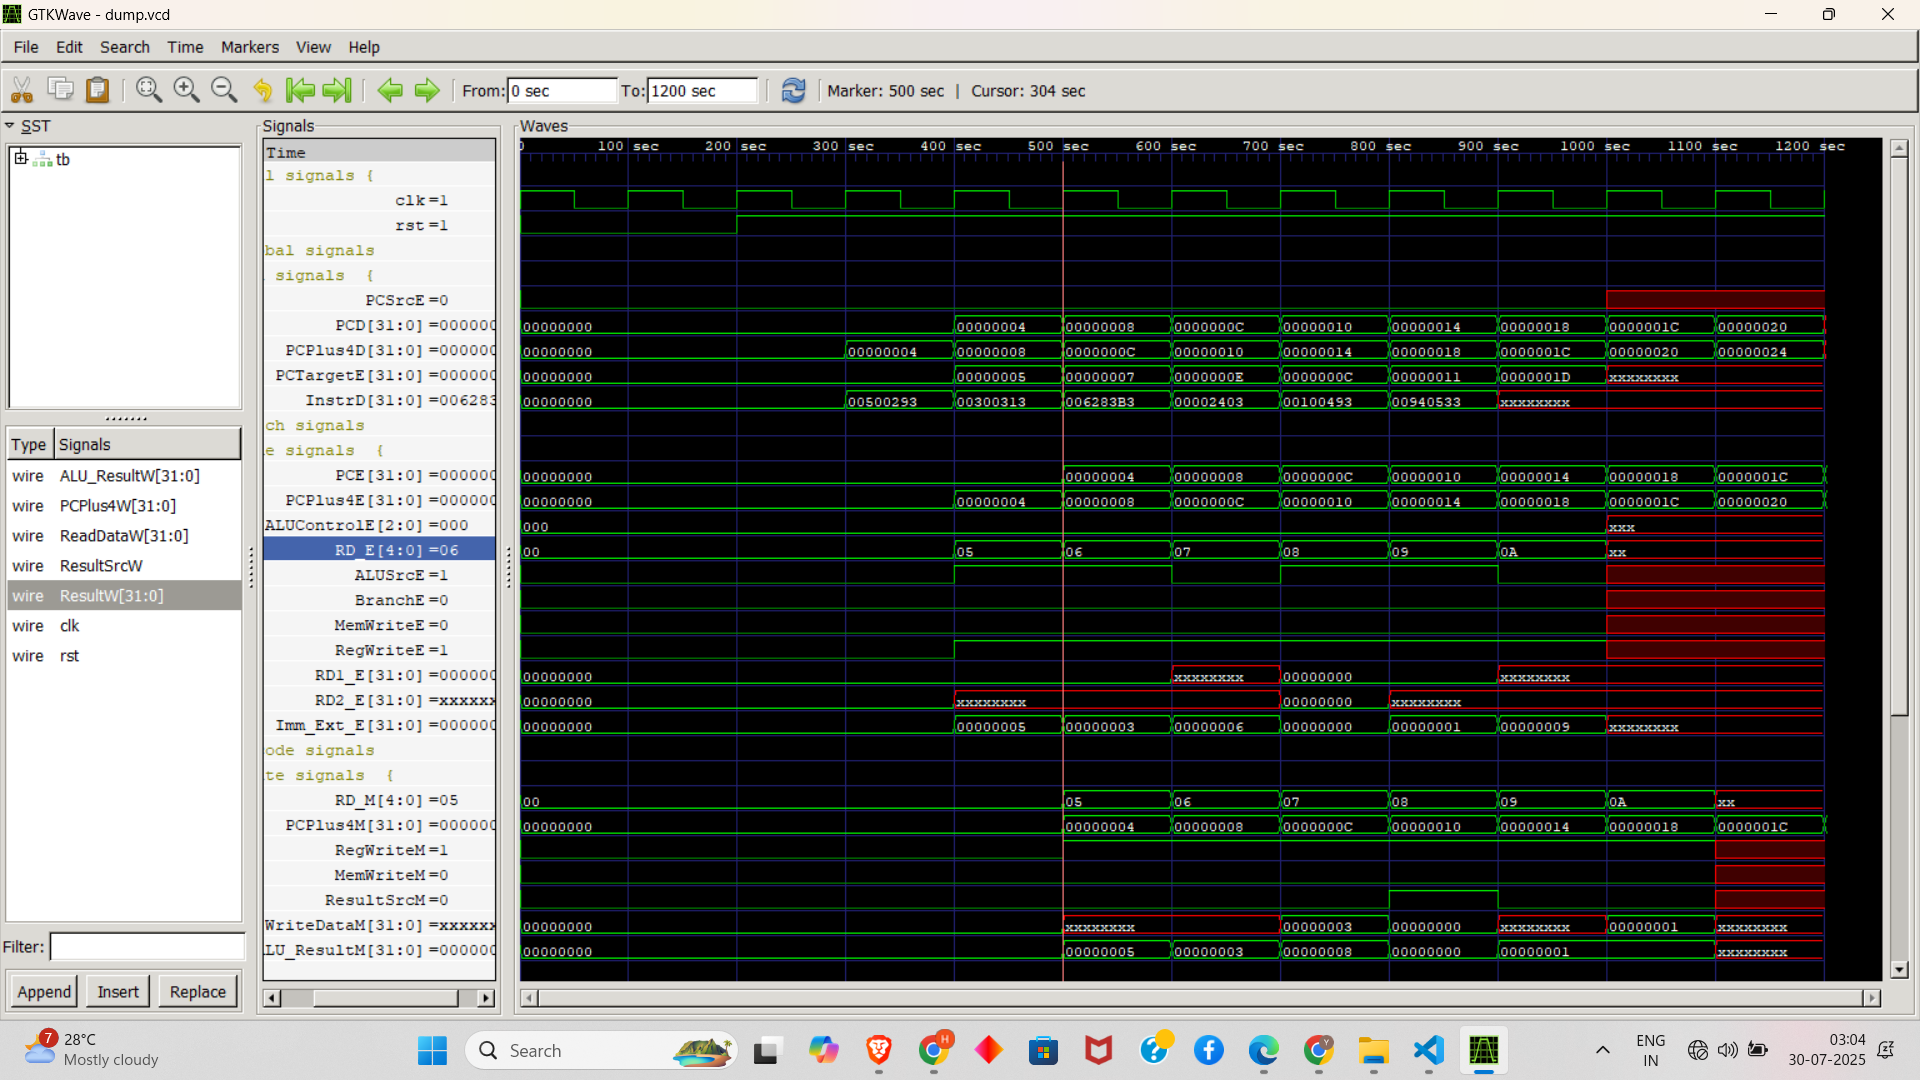 GTKWave - dump.vcd
File Edit Search Time Markers View Help
From: 0 sec To: 1200 sec Marker: 500 sec | Cursor: 304 sec
SST
tb
Type Signals
wire ALU_ResultW[31:0]
wire PCPlus4W[31:0]
wire ReadDataW[31:0]
wire ResultSrcW
wire ResultW[31:0]
wire clk
wire rst
Filter:
Append Insert Replace
Signals
Time
l signals {
clk =1
rst =1
bal signals
signals {
PCSrcE =0
PCD[31:0] =000000
PCPlus4D[31:0] =000000
PCTargetE[31:0] =000000
InstrD[31:0] =006283
ch signals
e signals {
PCE[31:0] =000000
PCPlus4E[31:0] =000000
ALUControlE[2:0] =000
RD_E[4:0] =06
ALUSrcE =1
BranchE =0
MemWriteE =0
RegWriteE =1
RD1_E[31:0] =000000
RD2_E[31:0] =xxxxxx
Imm_Ext_E[31:0] =000000
ode signals
te signals {
RD_M[4:0] =05
PCPlus4M[31:0] =000000
RegWriteM =1
MemWriteM =0
ResultSrcM =0
WriteDataM[31:0] =xxxxxx
LU_ResultM[31:0] =000000
Waves
0 100 sec 200 sec 300 sec 400 sec 500 sec 600 sec 700 sec 800 sec 900 sec 1000 sec 1100 sec 1200 sec
00000000 00000004 00000008 0000000C 00000010 00000014 00000018 0000001C 00000020
00000000 00000004 00000008 0000000C 00000010 00000014 00000018 0000001C 00000020 00000024
00000000 00000005 00000007 0000000E 0000000C 00000011 0000001D xxxxxxxx
00000000 00500293 00300313 006283B3 00002403 00100493 00940533 xxxxxxxx
00000000 00000004 00000008 0000000C 00000010 00000014 00000018 0000001C
00000000 00000004 00000008 0000000C 00000010 00000014 00000018 0000001C 00000020
000 xxx
00 05 06 07 08 09 0A xx
00000000 xxxxxxxx 00000000 xxxxxxxx
00000000 xxxxxxxx 00000000 xxxxxxxx
00000000 00000005 00000003 00000006 00000000 00000001 00000009 xxxxxxxx
00 05 06 07 08 09 0A xx
00000000 00000004 00000008 0000000C 00000010 00000014 00000018 0000001C
00000000 xxxxxxxx 00000003 00000000 xxxxxxxx 00000001 xxxxxxxx
00000000 00000005 00000003 00000008 00000000 00000001 xxxxxxxx
7
28°C
Mostly cloudy
Search
H
Y
ENG
IN
03:04
30-07-2025